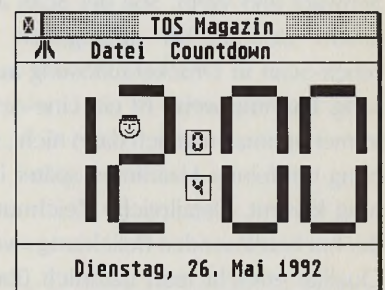 TOS Magazin
Datei Countdown
12 00
0
4
Dienstag, 26. Mai 1992